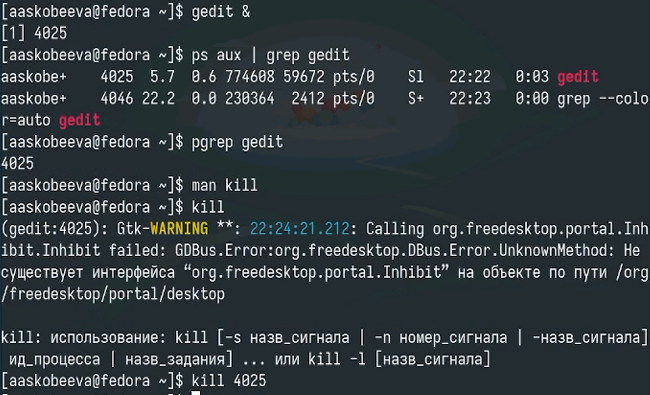 [aaskobeeva@fedora ~]$ gedit &
[1] 4025
[aaskobeeva@fedora ~]$ ps aux | grep gedit
aaskobe+    4025  5.7  0.6 774608 59672 pts/0    Sl   22:22   0:03 gedit
aaskobe+    4046 22.2  0.0 230364  2412 pts/0    S+   22:23   0:00 grep --colo
r=auto gedit
[aaskobeeva@fedora ~]$ pgrep gedit
4025
[aaskobeeva@fedora ~]$ man kill
[aaskobeeva@fedora ~]$ kill
(gedit:4025): Gtk-WARNING **: 22:24:21.212: Calling org.freedesktop.portal.Inh
ibit.Inhibit failed: GDBus.Error:org.freedesktop.DBus.Error.UnknownMethod: Не
существует интерфейса “org.freedesktop.portal.Inhibit” на объекте по пути /org
/freedesktop/portal/desktop
kill: использование: kill [-s назв_сигнала | -n номер_сигнала | -назв_сигнала]
ид_процесса | назв_задания] ... или kill -l [назв_сигнала]
[aaskobeeva@fedora ~]$ kill 4025